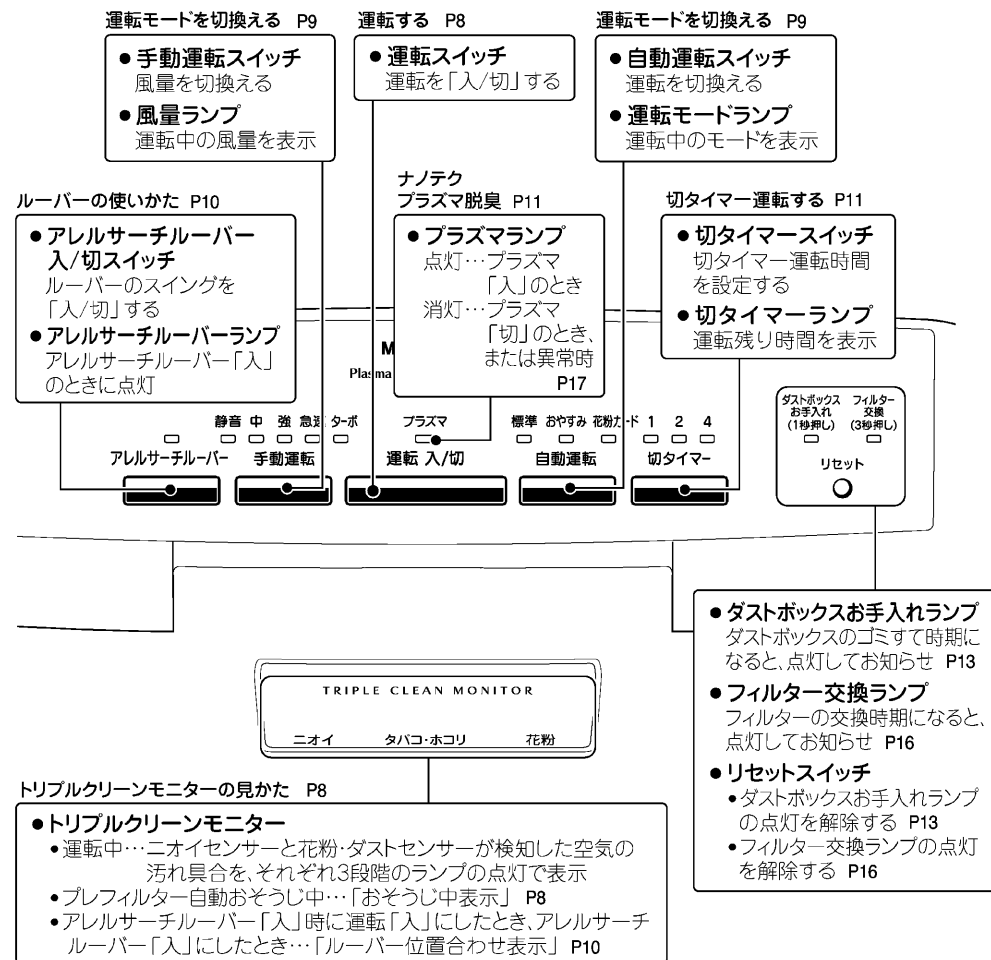 運転モードを切換える P9
● 手動運転スイッチ
風量を切換える
● 風量ランプ
運転中の風量を表示
運転する P8
● 運転スイッチ
運転を「入/切」する
運転モードを切換える P9
● 自動運転スイッチ
運転を切換える
● 運転モードランプ
運転中のモードを表示
ルーバーの使いかた P10
● アレルサーチルーバー
入/切スイッチ
ルーバーのスイングを
「入/切」する
● アレルサーチルーバーランプ
アレルサーチルーバー「入」
のときに点灯
ナノテク
プラズマ脱臭 P11
● プラズマランプ
点灯…プラズマ
「入」のとき
消灯…プラズマ
「切」のとき、
または異常時
P17
切タイマー運転する P11
● 切タイマースイッチ
切タイマー運転時間
を設定する
● 切タイマーランプ
運転残り時間を表示
M
Plasma
静音 中 強 急速 ターボ
プラズマ
標準 おやすみ 花粉ガード 1 2 4
アレルサーチルーバー 手動運転 運転 入/切 自動運転 切タイマー
ダストボックス
お手入れ
(1秒押し)
フィルター
交換
(3秒押し)
リセット
● ダストボックスお手入れランプ
ダストボックスのゴミすて時期に
なると、点灯してお知らせ P13
● フィルター交換ランプ
フィルターの交換時期になると、
点灯してお知らせ P16
● リセットスイッチ
•ダストボックスお手入れランプ
の点灯を解除する P13
•フィルター交換ランプの点灯
を解除する P16
TRIPLE CLEAN MONITOR
ニオイ タバコ・ホコリ 花粉
トリプルクリーンモニターの見かた P8
●トリプルクリーンモニター
•運転中…ニオイセンサーと花粉・ダストセンサーが検知した空気の
汚れ具合を、それぞれ3段階のランプの点灯で表示
•プレフィルター自動おそうじ中…「おそうじ中表示」 P8
•アレルサーチルーバー「入」時に運転「入」にしたとき、アレルサーチ
ルーバー「入」にしたとき…「ルーバー位置合わせ表示」 P10